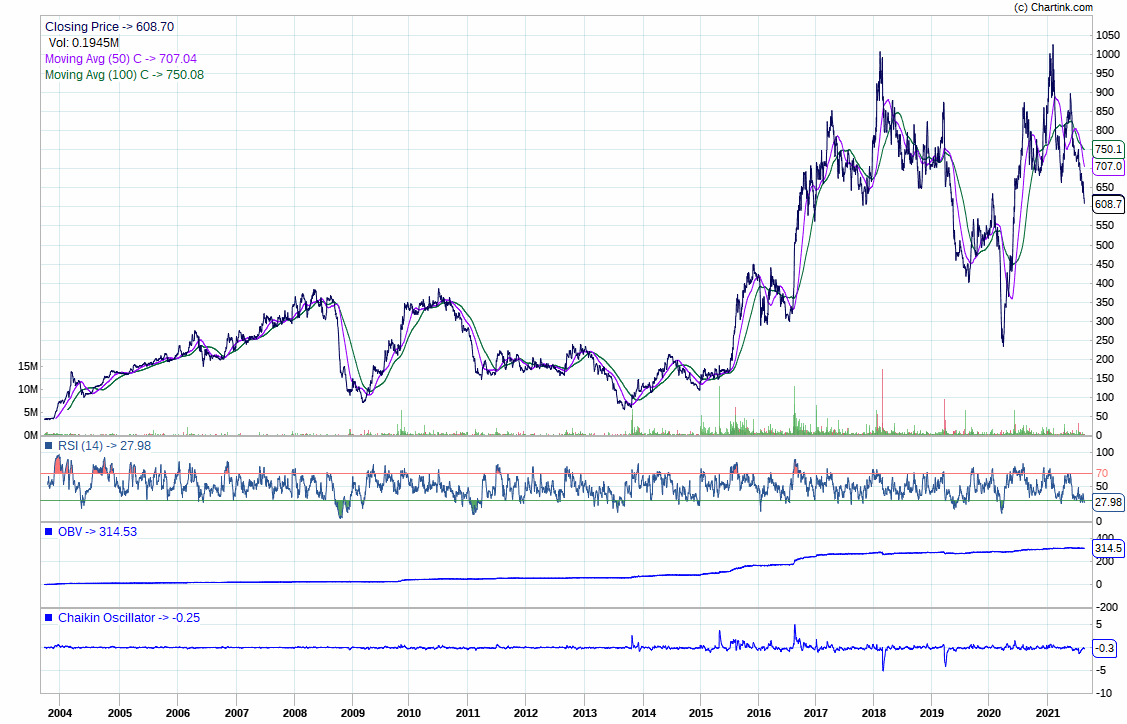 (c) Chartink.com
Closing Price -> 608.70
Vol: 0.1945M
Moving Avg (50) C -> 707.04
Moving Avg (100) C -> 750.08
1050
1000
950
900
850
800
750.1
707.0
650
608.7
550
500
450
400
350
300
250
200
150
100
50
0
15M
10M
5M
0M
RSI (14) -> 27.98
100
70
50
27.98
0
OBV -> 314.53
400
314.5
200
0
-200
Chaikin Oscillator -> -0.25
5
-0.3
-5
-10
2004 2005 2006 2007 2008 2009 2010 2011 2012 2013 2014 2015 2016 2017 2018 2019 2020 2021